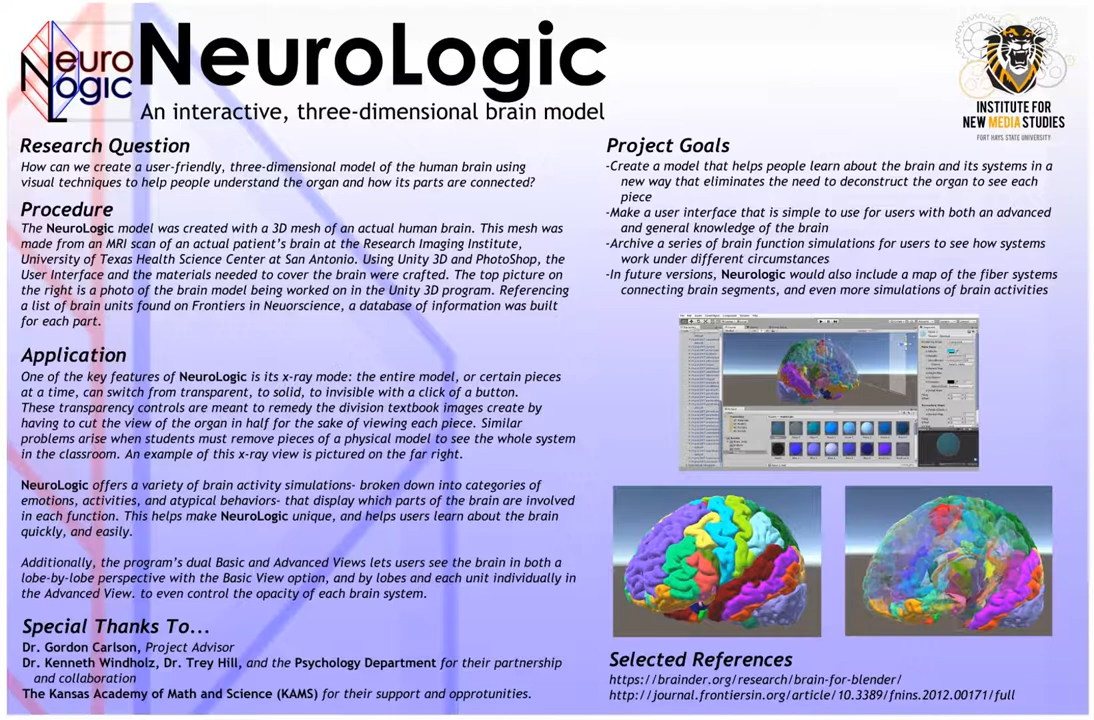 Neuro
Logic
NeuroLogic
An interactive, three-dimensional brain model
INSTITUTE FOR
NEW MEDIA STUDIES
FORT HAYS STATE UNIVERSITY
Research Question
How can we create a user-friendly, three-dimensional model of the human brain using
visual techniques to help people understand the organ and how its parts are connected?
Procedure
The NeuroLogic model was created with a 3D mesh of an actual human brain. This mesh was
made from an MRI scan of an actual patient's brain at the Research Imaging Institute,
University of Texas Health Science Center at San Antonio. Using Unity 3D and PhotoShop, the
User Interface and the materials needed to cover the brain were crafted. The top picture on
the right is a photo of the brain model being worked on in the Unity 3D program. Referencing
a list of brain units found on Frontiers in Neuorscience, a database of information was built
for each part.
Application
One of the key features of NeuroLogic is its x-ray mode: the entire model, or certain pieces
at a time, can switch from transparent, to solid, to invisible with a click of a button.
These transparency controls are meant to remedy the division textbook images create by
having to cut the view of the organ in half for the sake of viewing each piece. Similar
problems arise when students must remove pieces of a physical model to see the whole system
in the classroom. An example of this x-ray view is pictured on the far right.
NeuroLogic offers a variety of brain activity simulations- broken down into categories of
emotions, activities, and atypical behaviors- that display which parts of the brain are involved
in each function. This helps make NeuroLogic unique, and helps users learn about the brain
quickly, and easily.
Additionally, the program's dual Basic and Advanced Views lets users see the brain in both a
lobe-by-lobe perspective with the Basic View option, and by lobes and each unit individually in
the Advanced View. to even control the opacity of each brain system.
Special Thanks To...
Dr. Gordon Carlson, Project Advisor
Dr. Kenneth Windholz, Dr. Trey Hill, and the Psychology Department for their partnership
and collaboration
The Kansas Academy of Math and Science (KAMS) for their support and opprotunities.
Project Goals
-Create a model that helps people learn about the brain and its systems in a
new way that eliminates the need to deconstruct the organ to see each
piece
-Make a user interface that is simple to use for users with both an advanced
and general knowledge of the brain
-Archive a series of brain function simulations for users to see how systems
work under different circumstances
-In future versions, Neurologic would also include a map of the fiber systems
connecting brain segments, and even more simulations of brain activities
Selected References
https://brainder.org/research/brain-for-blender/
http://journal.frontiersin.org/article/10.3389/fnins.2012.00171/full